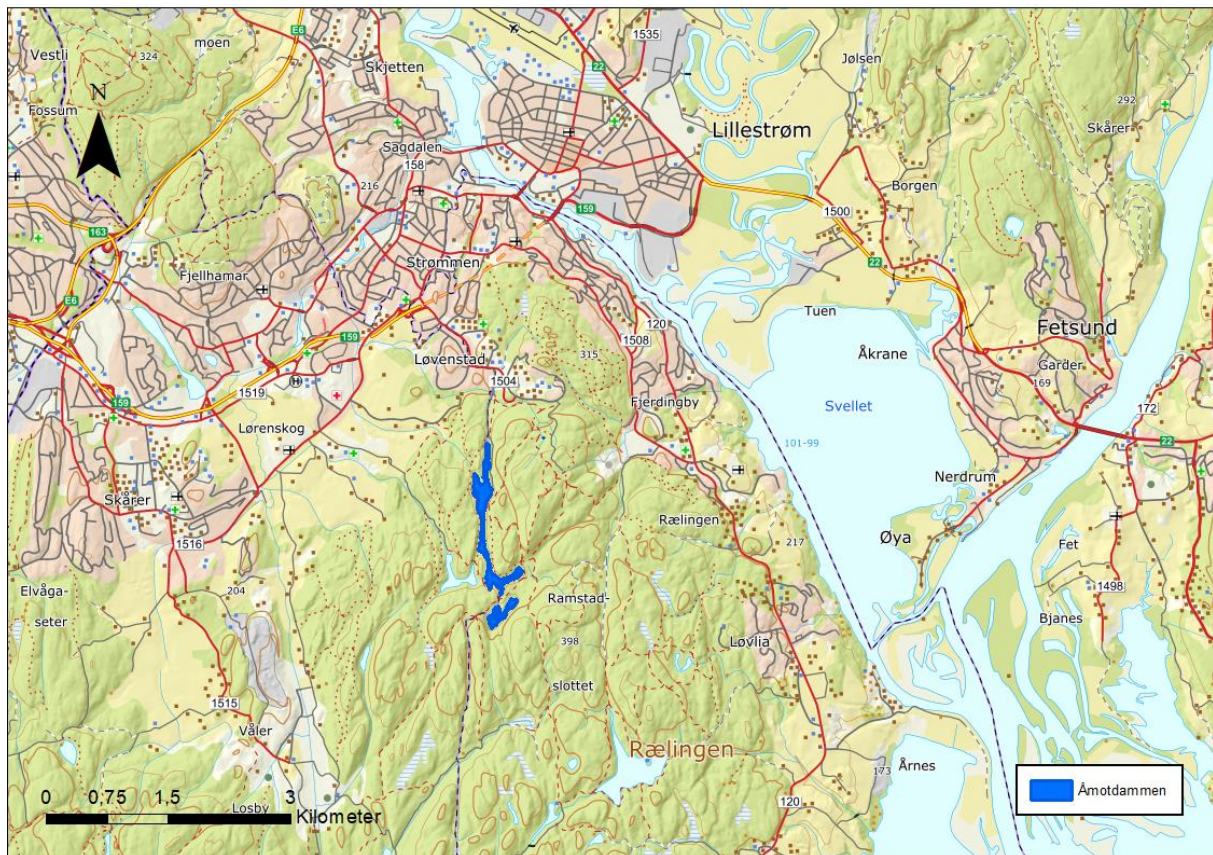 Vestli
324
moen
E6
Skjetten
1535
22
Jølsen
292
Skårer
N
Fossum
Lillestrøm
Sagdalen
158
216
Borgen
159
1500
163
Strømmen
Fjellhamar
22
E6
Tuen
120
1508
Fetsund
159
315
Åkrane
Garder
Løvenstad
169
1504
Svellet
1519
159
Fjerdingby
172
Lørenskog
101-99
22
Nerdrum
Skårer
Rælingen
217
Øya
1516
Fet
204
Elvåga-
seter
Ramstad-
1498
Bjanes
398
Løvlia
slottet
1515
Våler
Rælingen
Årnes
173
0 0,75 1,5 3
Kilometer
Losby
120
Åmotdammen